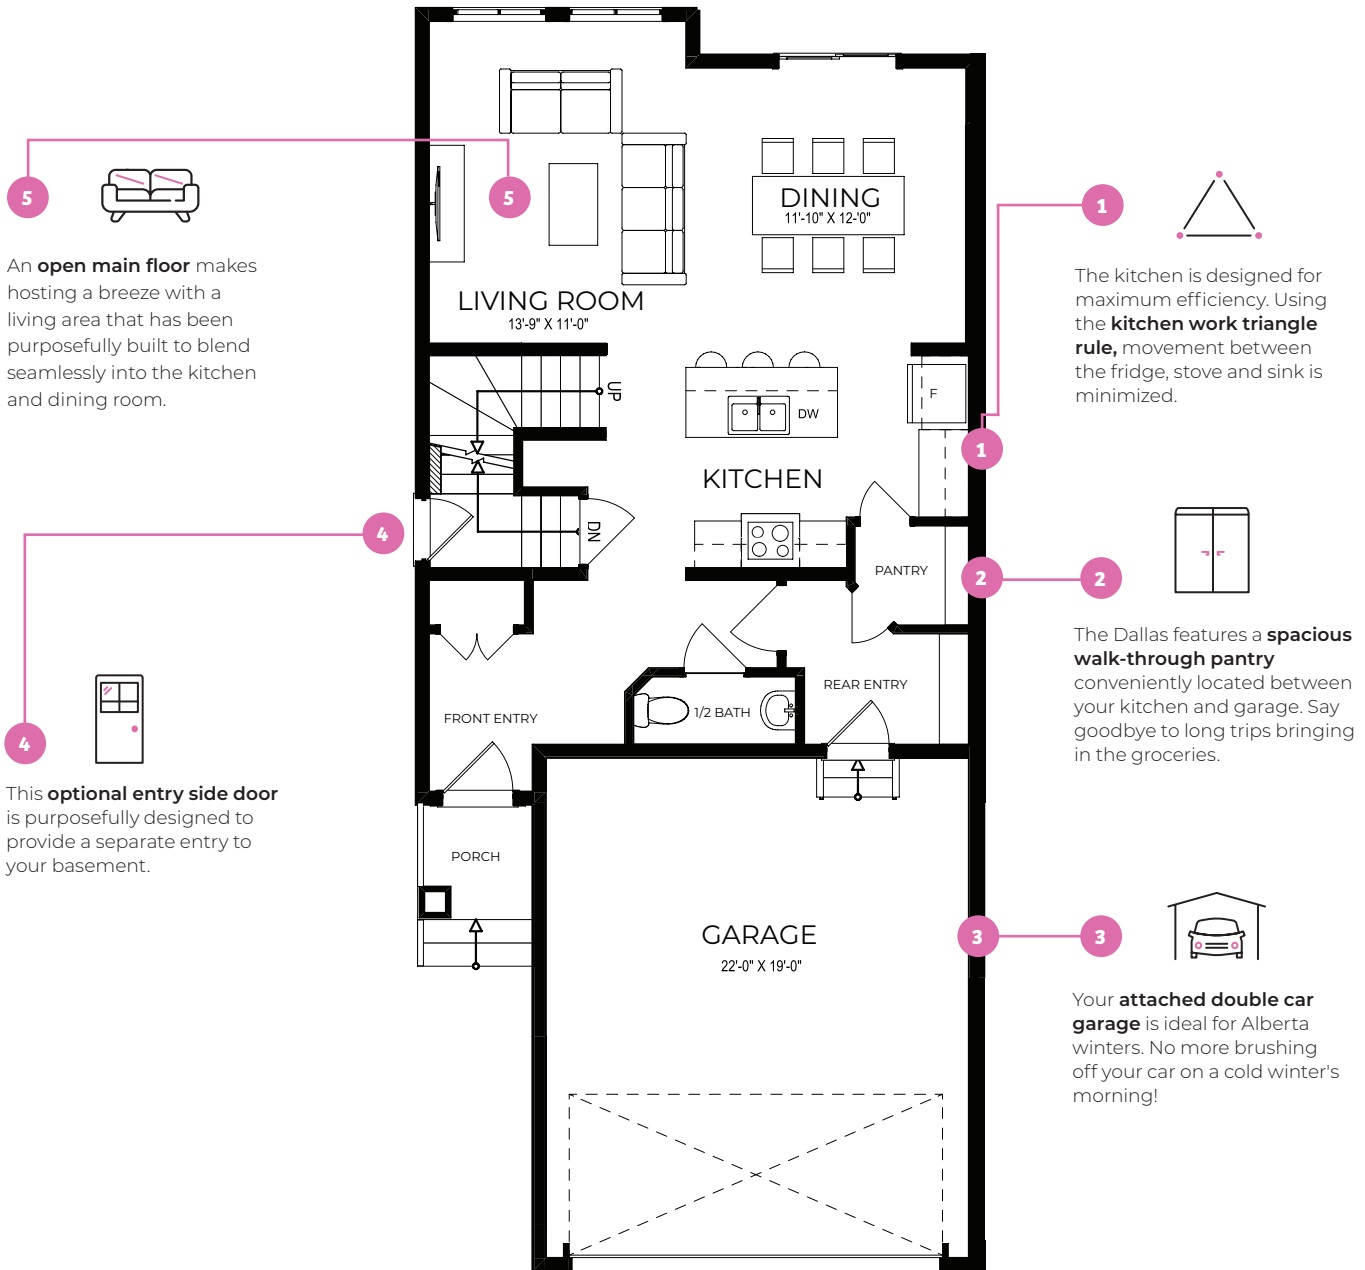 5
An open main floor makes
hosting a breeze with a
living area that has been
purposefully built to blend
seamlessly into the kitchen
and dining room.
4
This optional entry side door
is purposefully designed to
provide a separate entry to
your basement.
5
LIVING ROOM
13'-9" X 11'-0"
DINING
11'-10" X 12'-0"
UP
DW
F
1
KITCHEN
4
DN
PANTRY
2
REAR ENTRY
1/2 BATH
FRONT ENTRY
PORCH
GARAGE
22'-0" X 19'-0"
3
1
The kitchen is designed for
maximum efficiency. Using
the kitchen work triangle
rule, movement between
the fridge, stove and sink is
minimized.
2
The Dallas features a spacious
walk-through pantry
conveniently located between
your kitchen and garage. Say
goodbye to long trips bringing
in the groceries.
3
Your attached double car
garage is ideal for Alberta
winters. No more brushing
off your car on a cold winter's
morning!